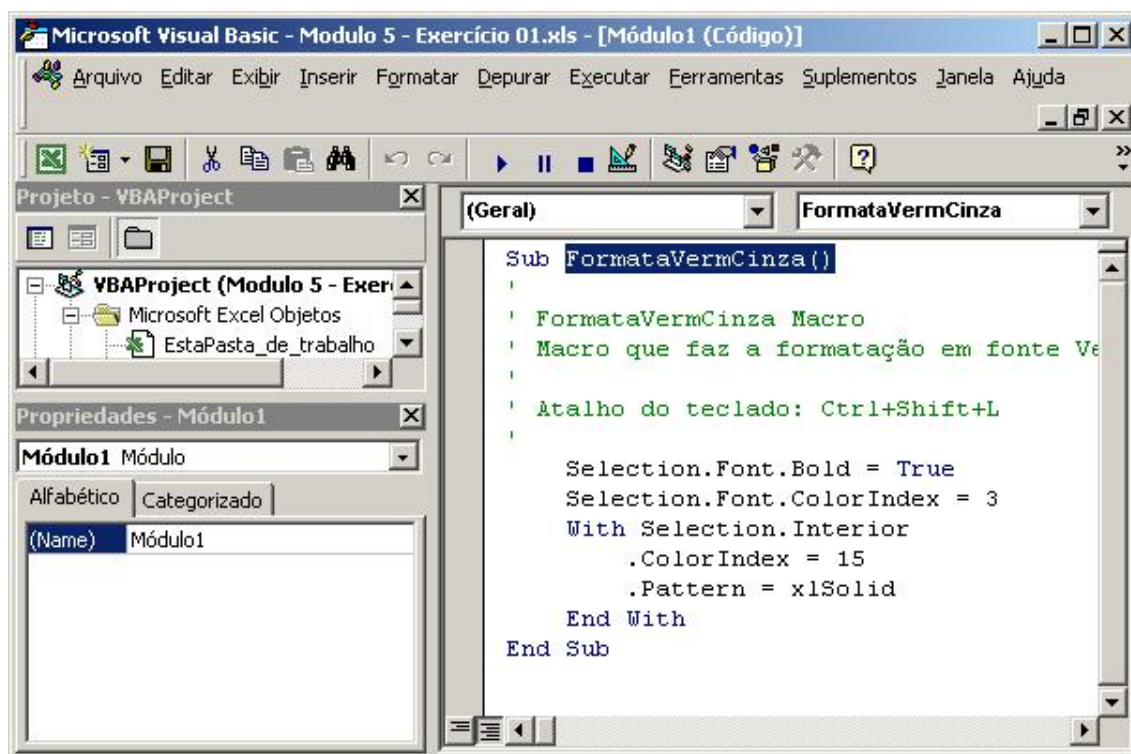 Microsoft Visual Basic - Modulo 5 - Exercício 01.xls - [Módulo1 (Código)]
Arquivo Editar Exibir Inserir Formatar Depurar Executar Ferramentas Suplementos Janela Ajuda
Projeto - VBAProject
VBAProject (Modulo 5 - Exer
Microsoft Excel Objetos
EstaPasta_de_trabalho
Propriedades - Módulo1
Módulo1 Módulo
Alfabético Categorizado
(Name) Módulo1
(Geral) FormataVermCinza
Sub FormataVermCinza()
'
' FormataVermCinza Macro
' Macro que faz a formatação em fonte Ve
'
' Atalho do teclado: Ctrl+Shift+L
'
Selection.Font.Bold = True
Selection.Font.ColorIndex = 3
With Selection.Interior
.ColorIndex = 15
.Pattern = xlSolid
End With
End Sub